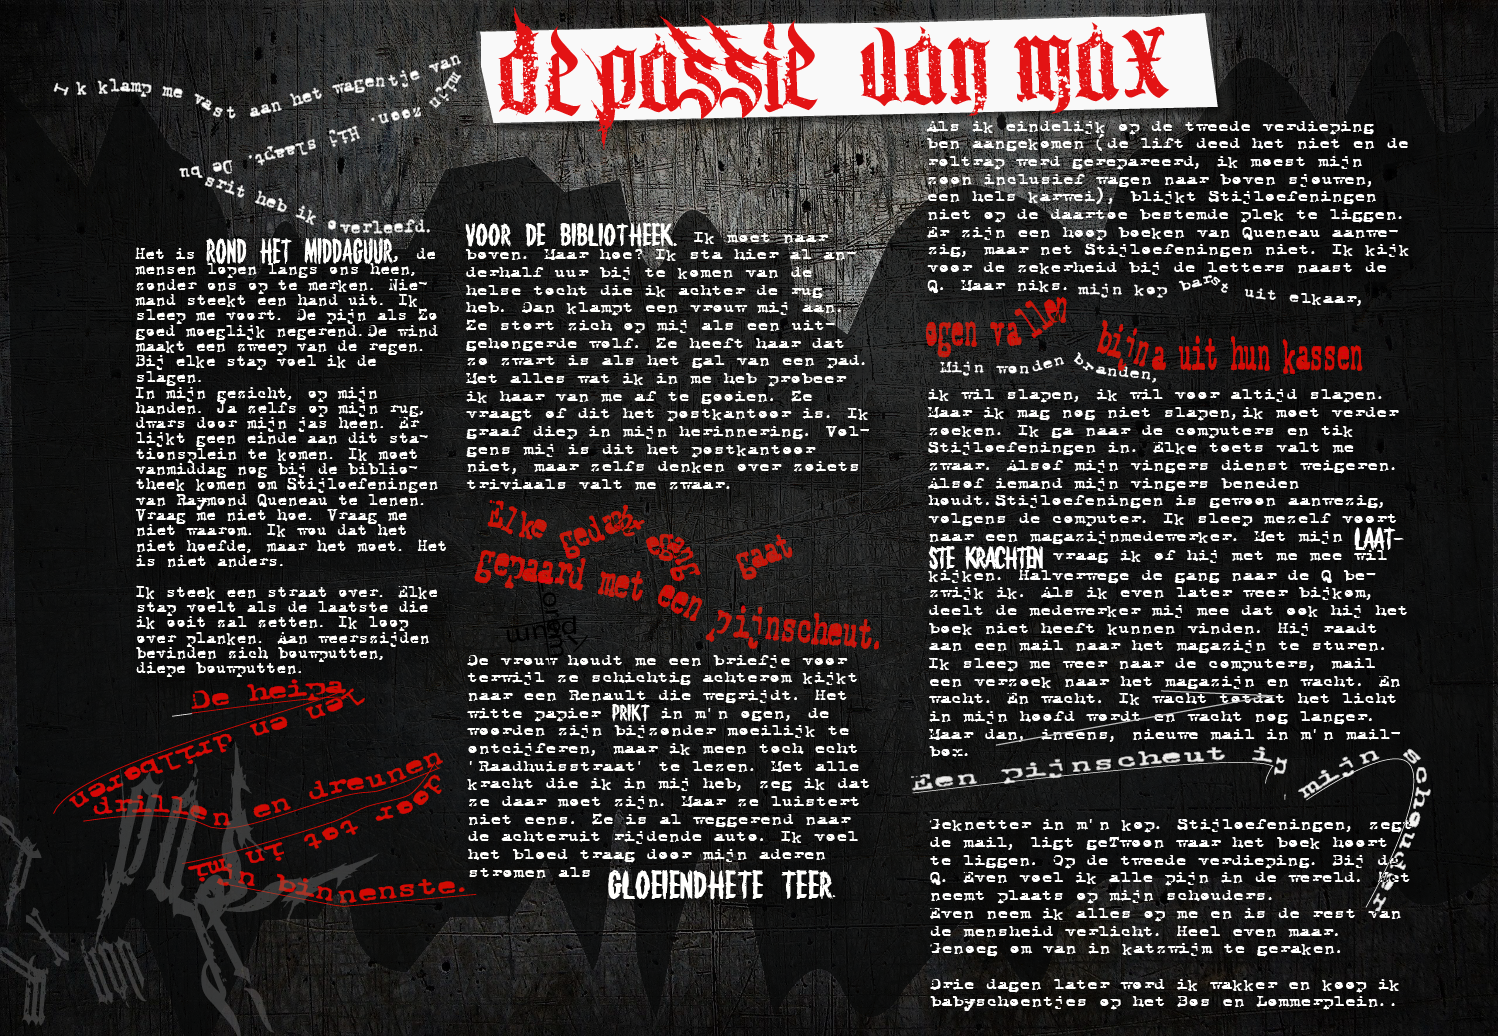 de passie van max
Ik klamp me vast aan het wagentje van
mijn zoon. Hij slaapt. De bu
srit heb ik overleefd.
Het is ROND HET MIDDAGUUR, de
mensen lopen langs ons heen,
zonder ons op te merken. Nie-
mand steekt een hand uit. Ik
sleep me voort. De pijn als Zo
goed moeglijk negerend. De wind
maakt een zweep van de regen.
Bij elke stap voel ik de
slagen.
In mijn gezicht, op mijn
handen. Ja zelfs op mijn rug,
dwars door mijn jas heen. Er
lijkt geen einde aan dit sta-
tionsplein te komen. Ik moet
vanmiddag nog bij de biblio-
theek komen om Stijloefeningen
van Raymond Queneau te lenen.
Vraag me niet hoe. Vraag me
niet waarom. Ik wou dat het
niet hoefde, maar het moet. Het
is niet anders.
Ik steek een straat over. Elke
stap voelt als de laatste die
ik ooit zal zetten. Ik loop
over planken. Aan weerszijden
bevinden zich bouwputten,
diepe bouwputten.
De heipa
len en drilboren
drillen en dreunen
door tot in
mijn binnenste.
VOOR DE BIBLIOTHEEK. Ik moet naar
boven. Maar hoe? Ik sta hier al an-
derhalf uur bij te komen van de
helse tocht die ik achter de rug
heb. Dan klampt een vrouw mij aan.
Ze stort zich op mij als een uit-
gehongerde wolf. Ze heeft haar dat
zo zwart is als het gal van een pad.
Met alles wat ik in me heb probeer
ik haar van me af te gooien. Ze
vraagt of dit het postkantoor is. Ik
graaf diep in mijn herinnering. Vol-
gens mij is dit het postkantoor
niet, maar zelfs denken over zoiets
triviaals valt me zwaar.
Elke gedachtegang gaat
gepaard met een pijnscheut.
De vrouw houdt me een briefje voor
terwijl ze schichtig achterom kijkt
naar een Renault die wegrijdt. Het
witte papier PRIKT in m'n ogen, de
woorden zijn bijzonder moeilijk te
ontcijferen, maar ik meen toch echt
'Raadhuisstraat' te lezen. Met alle
kracht die ik in mij heb, zeg ik dat
ze daar moet zijn. Maar ze luistert
niet eens. Ze is al weggerend naar
de achteruit rijdende auto. Ik voel
het bloed traag door mijn aderen
stromen als GLOEIENDHETE TEER.
Als ik eindelijk op de tweede verdieping
ben aangekomen (de lift deed het niet en de
roltrap werd gerepareerd, ik moest mijn
zoon inclusief wagen naar boven sjouwen,
een hels karwei), blijkt Stijloefeningen
niet op de daartoe bestemde plek te liggen.
Er zijn een hoop boeken van Queneau aanwe-
zig, maar net Stijloefeningen niet. Ik kijk
voor de zekerheid bij de letters naast de
Q. Maar niks. mijn kop barst uit elkaar,
ogen vallen bijna uit hun kassen
Mijn wonden branden,
ik wil slapen, ik wil voor altijd slapen.
Maar ik mag nog niet slapen, ik moet verder
zoeken. Ik ga naar de computers en tik
Stijloefeningen in. Elke toets valt me
zwaar. Alsof mijn vingers dienst weigeren.
Alsof iemand mijn vingers beneden
houdt. Stijloefeningen is gewoon aanwezig,
volgens de computer. Ik sleep mezelf voort
naar een magazijnmedewerker. Met mijn LAAT-
STE KRACHTEN vraag ik of hij met me mee wil
kijken. Halverwege de gang naar de Q be-
zwijk ik. Als ik even later weer bijkom,
deelt de medewerker mij mee dat ook hij het
boek niet heeft kunnen vinden. Hij raadt
aan een mail naar het magazijn te sturen.
Ik sleep me weer naar de computers, mail
een verzoek naar het magazijn en wacht. En
wacht. En wacht. Ik wacht totdat het licht
in mijn hoofd wordt en wacht nog langer.
Maar dan, ineens, nieuwe mail in m'n mail-
box.
Een pijnscheut in mijn schouder
Geknetter in m'n kop. Stijloefeningen, zegt
de mail, ligt geTwoon waar het boek hoort
te liggen. Op de tweede verdieping. Bij de
Q. Even voel ik alle pijn in de wereld. Het
neemt plaats op mijn schouders.
Even neem ik alles op me en is de rest van
de mensheid verlicht. Heel even maar.
Genoeg om van in katzwijm te geraken.
Drie dagen later word ik wakker en koop ik
babyschoentjes op het Bos en Lommerplein..